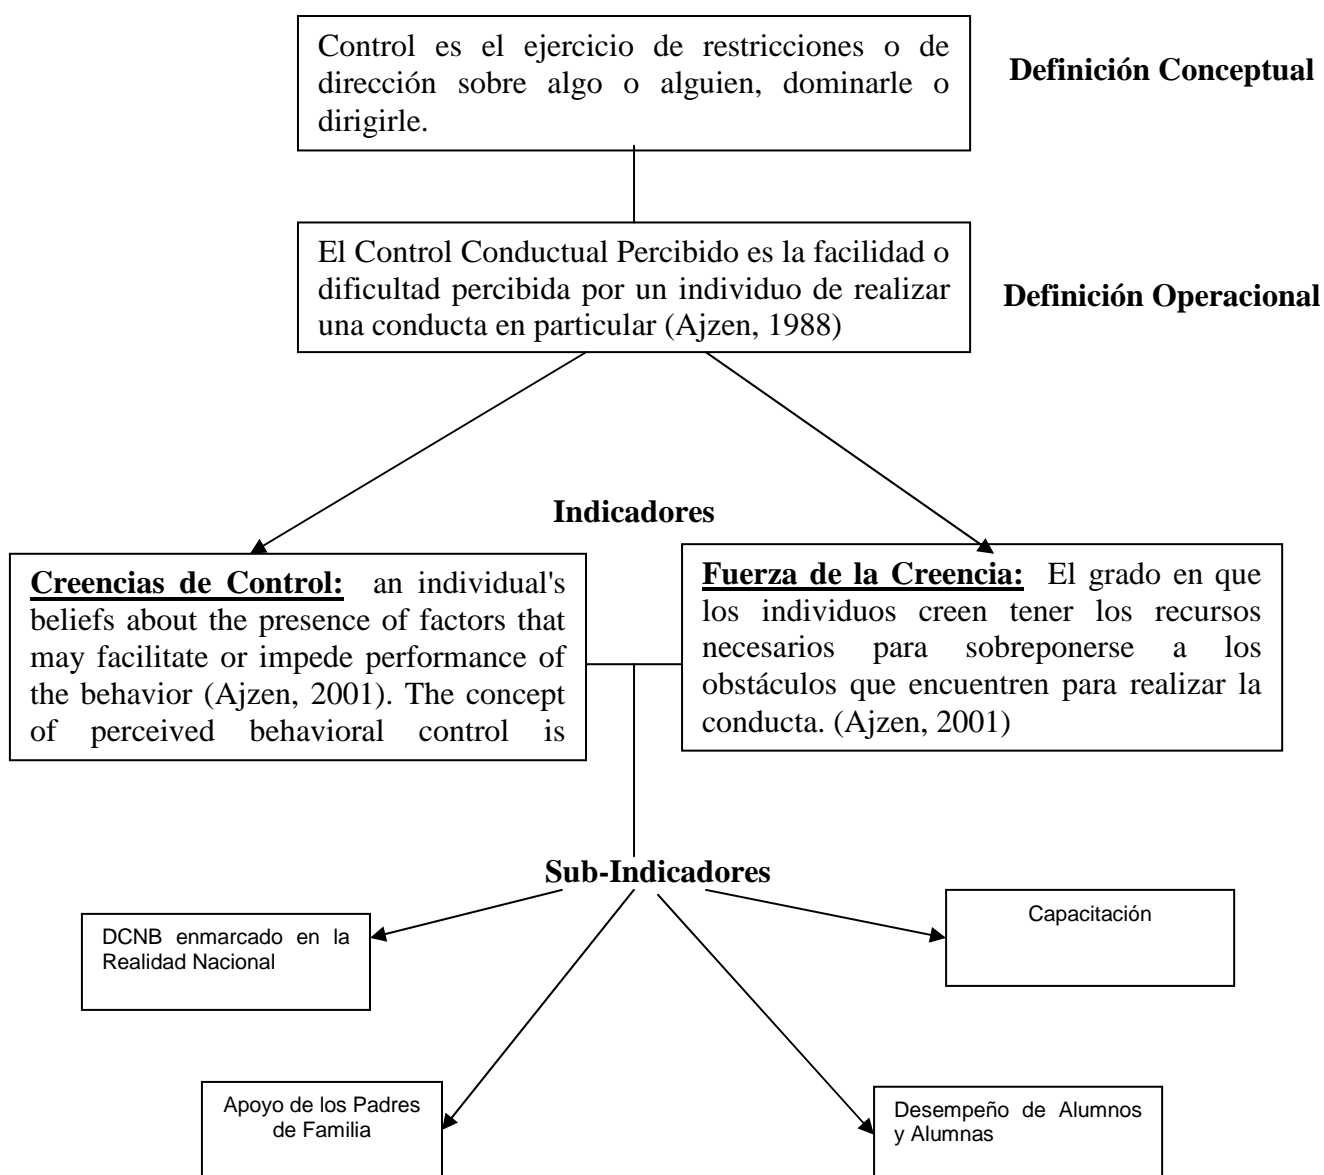 Control es el ejercicio de restricciones o de
dirección sobre algo o alguien, dominarle o
dirigirle.
Definición Conceptual
El Control Conductual Percibido es la facilidad o
dificultad percibida por un individuo de realizar
una conducta en particular (Ajzen, 1988)
Definición Operacional
Indicadores
Creencias de Control: an individual's
beliefs about the presence of factors that
may facilitate or impede performance of
the behavior (Ajzen, 2001). The concept
of perceived behavioral control is
Fuerza de la Creencia: El grado en que
los individuos creen tener los recursos
necesarios para sobreponerse a los
obstáculos que encuentren para realizar la
conducta. (Ajzen, 2001)
Sub-Indicadores
DCNB enmarcado en la
Realidad Nacional
Capacitación
Apoyo de los Padres
de Familia
Desempeño de Alumnos
y Alumnas